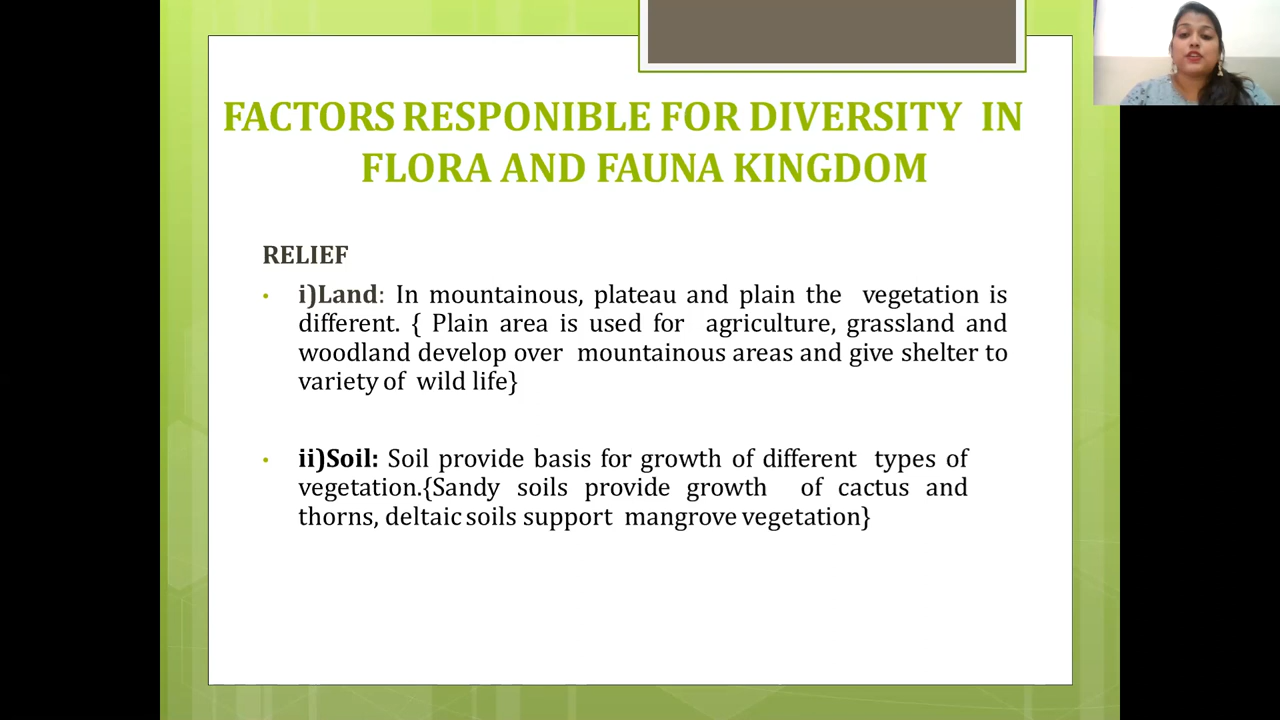 FACTORS RESPONIBLE FOR DIVERSITY IN
FLORA AND FAUNA KINGDOM
RELIEF
• i)Land: In mountainous, plateau and plain the vegetation is
different. { Plain area is used for agriculture, grassland and
woodland develop over mountainous areas and give shelter to
variety of wild life}
• ii)Soil: Soil provide basis for growth of different types of
vegetation.{Sandy soils provide growth of cactus and
thorns, deltaic soils support mangrove vegetation}